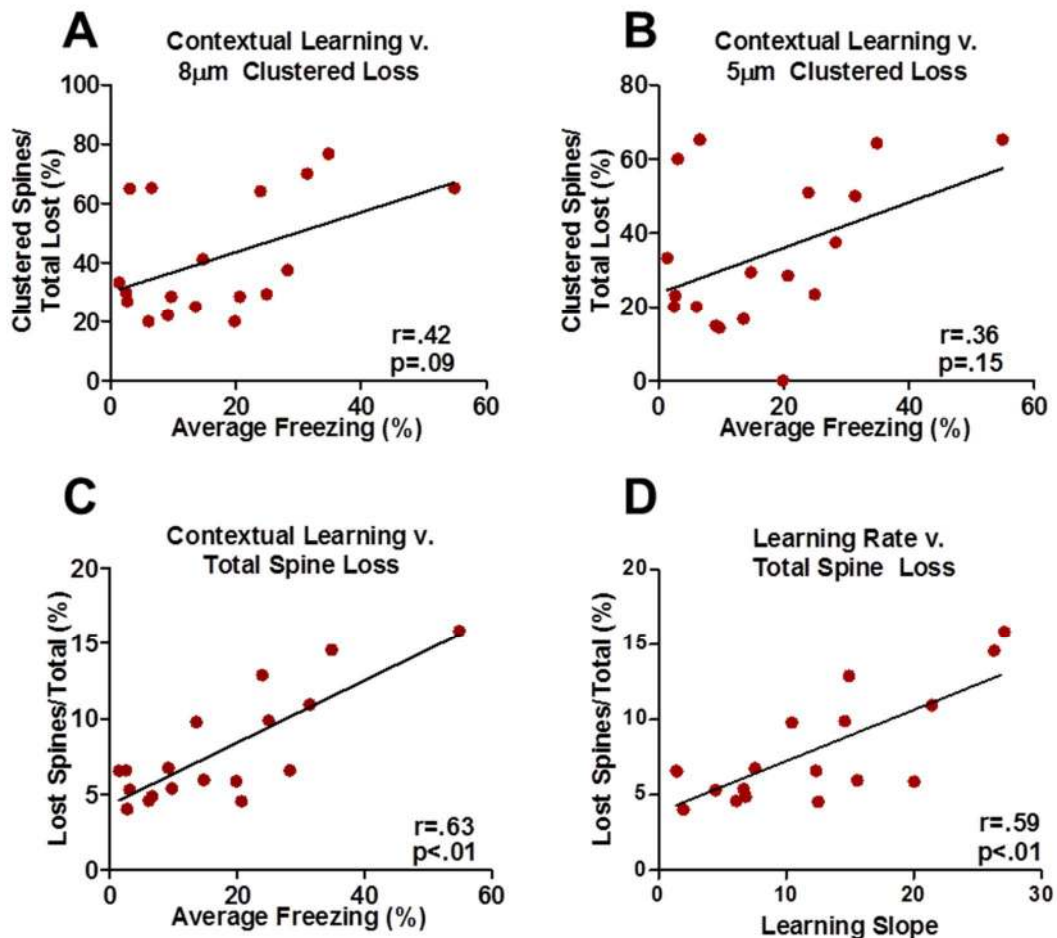 A
Contextual Learning v.
8μm Clustered Loss
Clustered Spines/
Total Lost (%)
100
80
60
40
20
0
0 20 40 60
Average Freezing (%)
r=.42
p=.09
B
Contextual Learning v.
5μm Clustered Loss
Clustered Spines/
Total Lost (%)
80
60
40
20
0
0 20 40 60
Average Freezing (%)
r=.36
p=.15
C
Contextual Learning v.
Total Spine Loss
Lost Spines/Total (%)
20
15
10
5
0
0 20 40 60
Average Freezing (%)
r=.63
p<.01
D
Learning Rate v.
Total Spine Loss
Lost Spines/Total (%)
20
15
10
5
0
0 10 20 30
Learning Slope
r=.59
p<.01